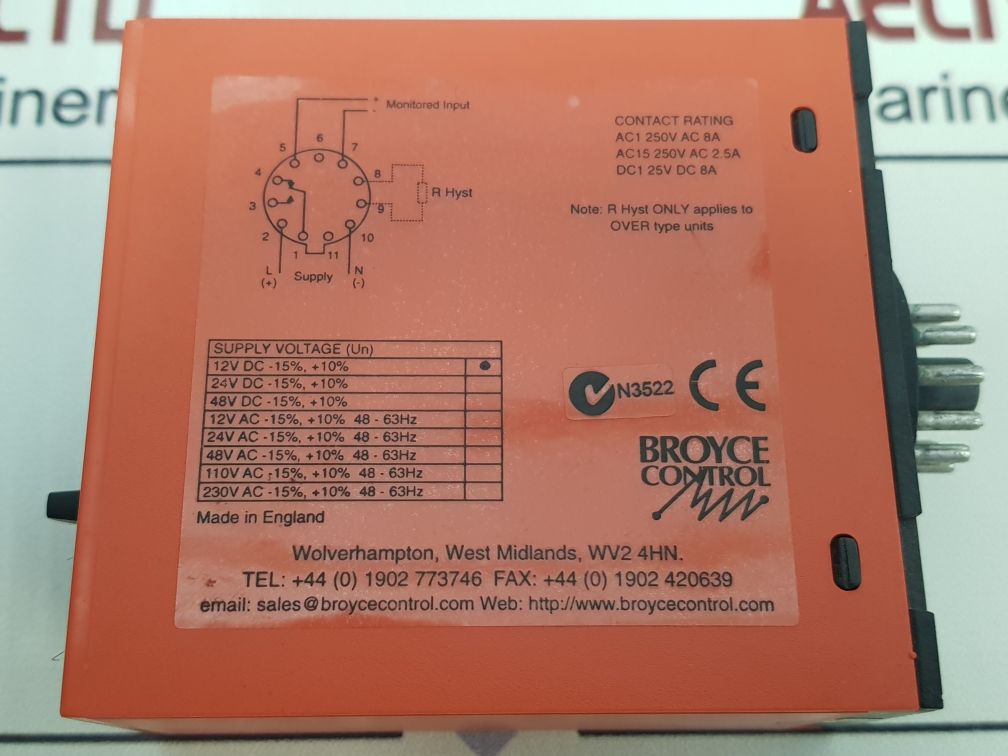 Monitored Input
5 6 7
4 8
R Hyst
3 9
2 10
1 11
L N
(+) Supply (-)
CONTACT RATING
AC1 250V AC 8A
AC15 250V AC 2.5A
DC1 25V DC 8A
Note: R Hyst ONLY applies to
OVER type units
SUPPLY VOLTAGE (Un)
12V DC -15%, +10% ●
24V DC -15%, +10%
48V DC -15%, +10%
12V AC -15%, +10% 48 - 63Hz
24V AC -15%, +10% 48 - 63Hz
48V AC -15%, +10% 48 - 63Hz
110V AC -15%, +10% 48 - 63Hz
230V AC -15%, +10% 48 - 63Hz
Made in England
N3522 CE
BROYCE
CONTROL
Wolverhampton, West Midlands, WV2 4HN.
TEL: +44 (0) 1902 773746 FAX: +44 (0) 1902 420639
email: sales@broycecontrol.com Web: http://www.broycecontrol.com